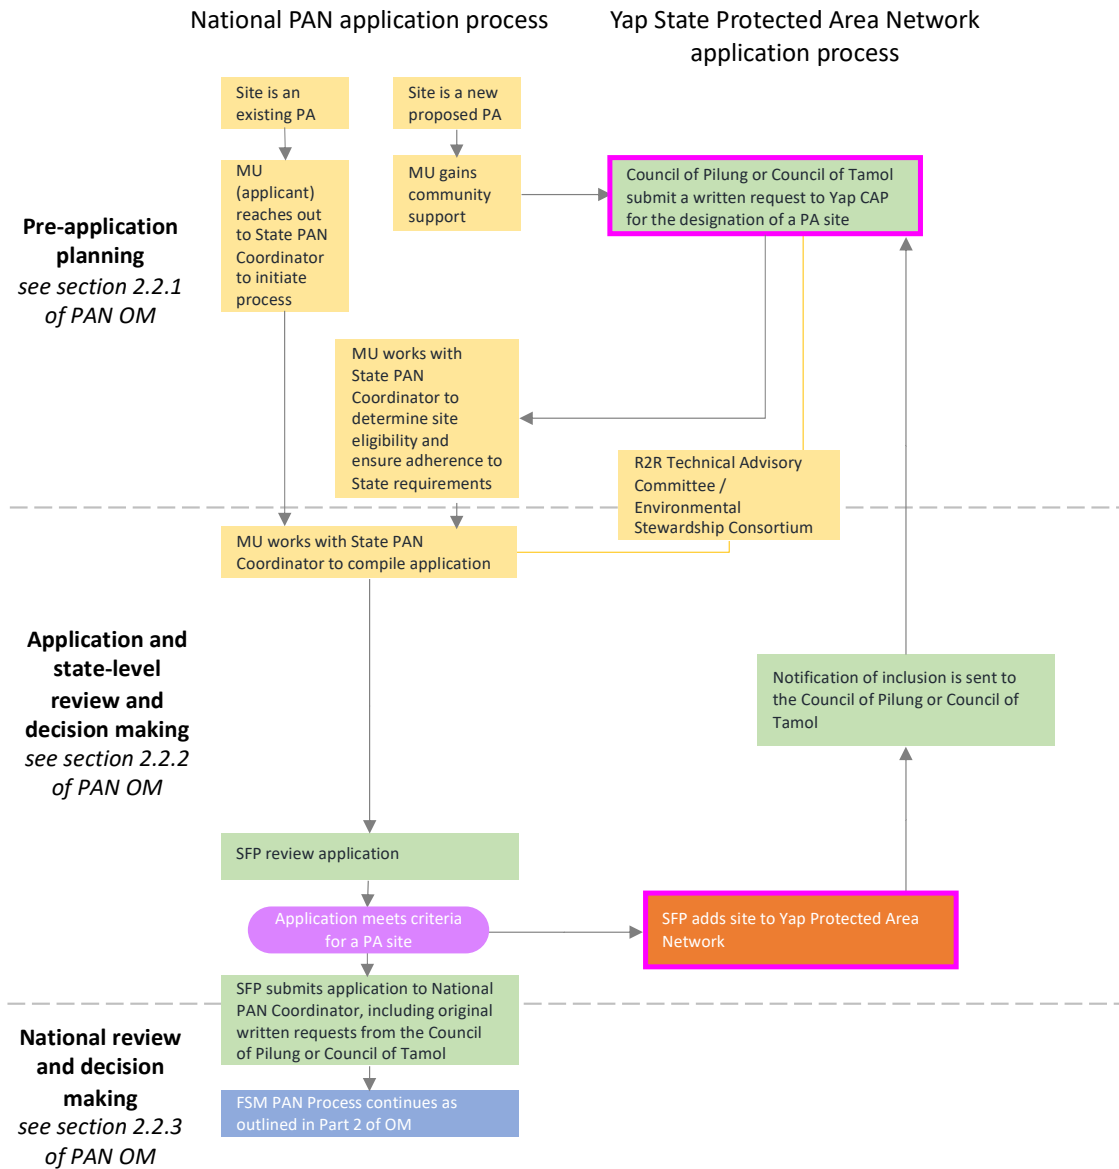 National PAN application process
Yap State Protected Area Network
application process
Site is an
existing PA
Site is a new
proposed PA
MU
(applicant)
reaches out
to State PAN
Coordinator
to initiate
process
MU gains
community
support
Council of Pilung or Council of Tamol
submit a written request to Yap CAP
for the designation of a PA site
Pre-application
planning
see section 2.2.1
of PAN OM
MU works with
State PAN
Coordinator to
determine site
eligibility and
ensure adherence to
State requirements
R2R Technical Advisory
Committee /
Environmental
Stewardship Consortium
MU works with State PAN
Coordinator to compile application
Application and
state-level
review and
decision making
see section 2.2.2
of PAN OM
Notification of inclusion is sent to
the Council of Pilung or Council of
Tamol
SFP review application
Application meets criteria
for a PA site
SFP adds site to Yap Protected Area
Network
SFP submits application to National
PAN Coordinator, including original
written requests from the Council
of Pilung or Council of Tamol
National review
and decision
making
see section 2.2.3
of PAN OM
FSM PAN Process continues as
outlined in Part 2 of OM